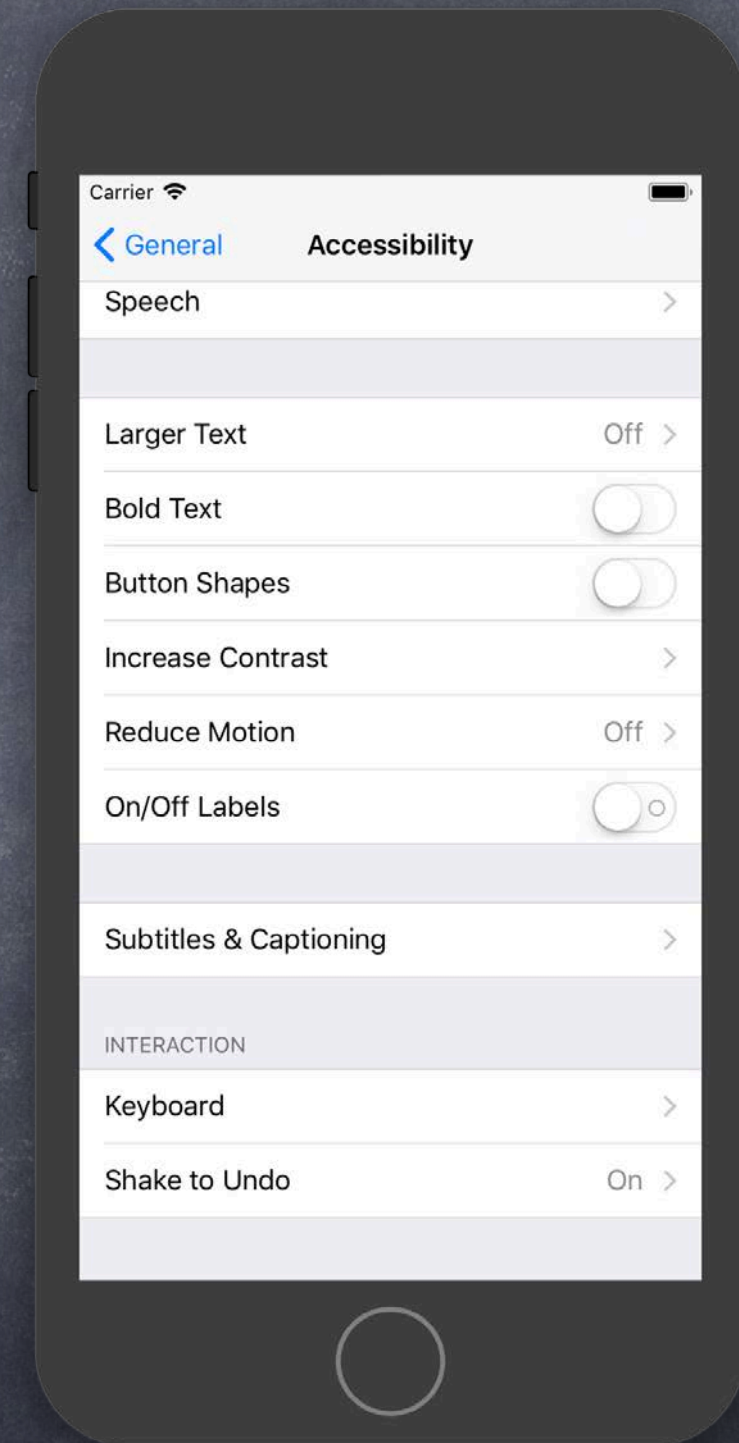 Carrier
General Accessibility
Speech
Larger Text Off
Bold Text
Button Shapes
Increase Contrast
Reduce Motion Off
On/Off Labels
Subtitles & Captioning
INTERACTION
Keyboard
Shake to Undo On